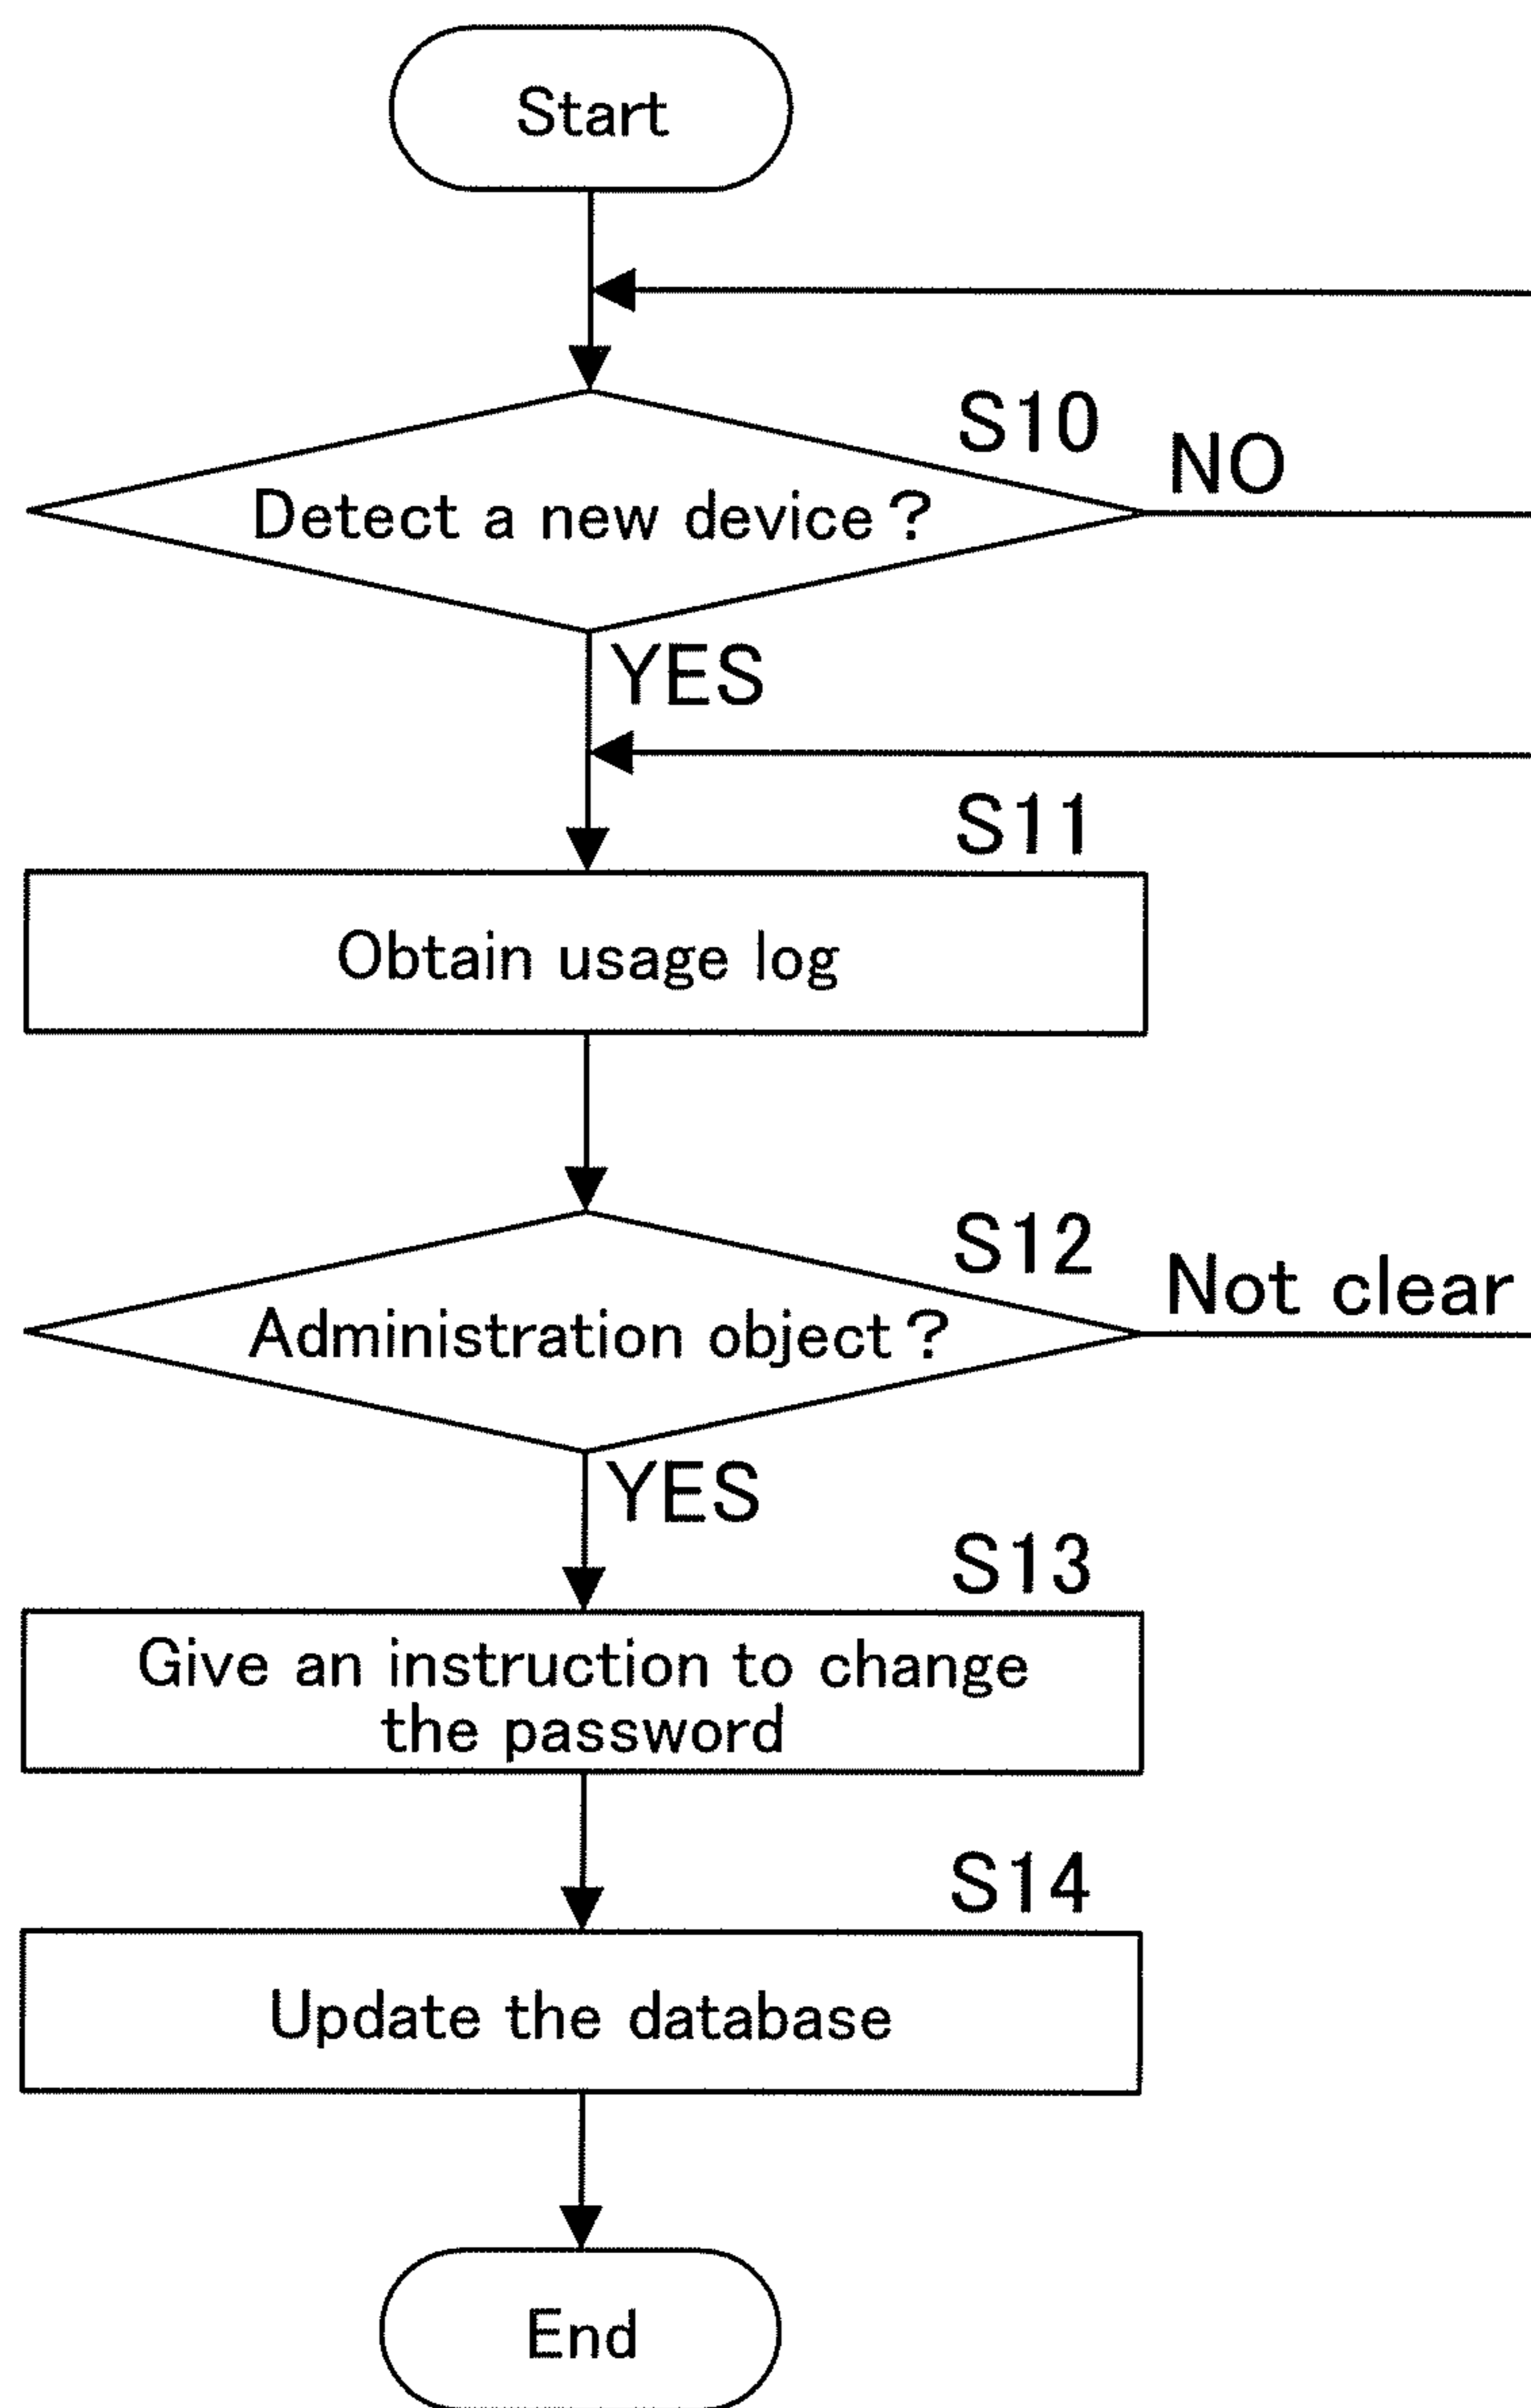 Start
S10
NO
Detect a new device?
YES
S11
Obtain usage log
S12
Not clear
Administration object?
YES
S13
Give an instruction to change
the password
S14
Update the database
End